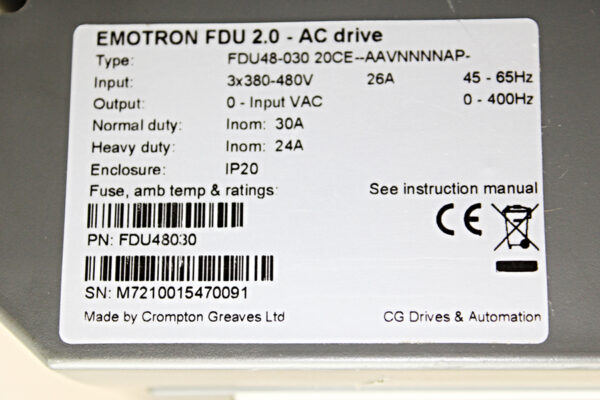 EMOTRON FDU 2.0 - AC drive
Type: FDU48-030 20CE--AAVNNNNAP-
Input: 3x380-480V 26A 45 - 65Hz
Output: 0 - Input VAC 0 - 400Hz
Normal duty: Inom: 30A
Heavy duty: Inom: 24A
Enclosure: IP20
Fuse, amb temp & ratings: See instruction manual
CE
PN: FDU48030
SN: M7210015470091
Made by Crompton Greaves Ltd CG Drives & Automation